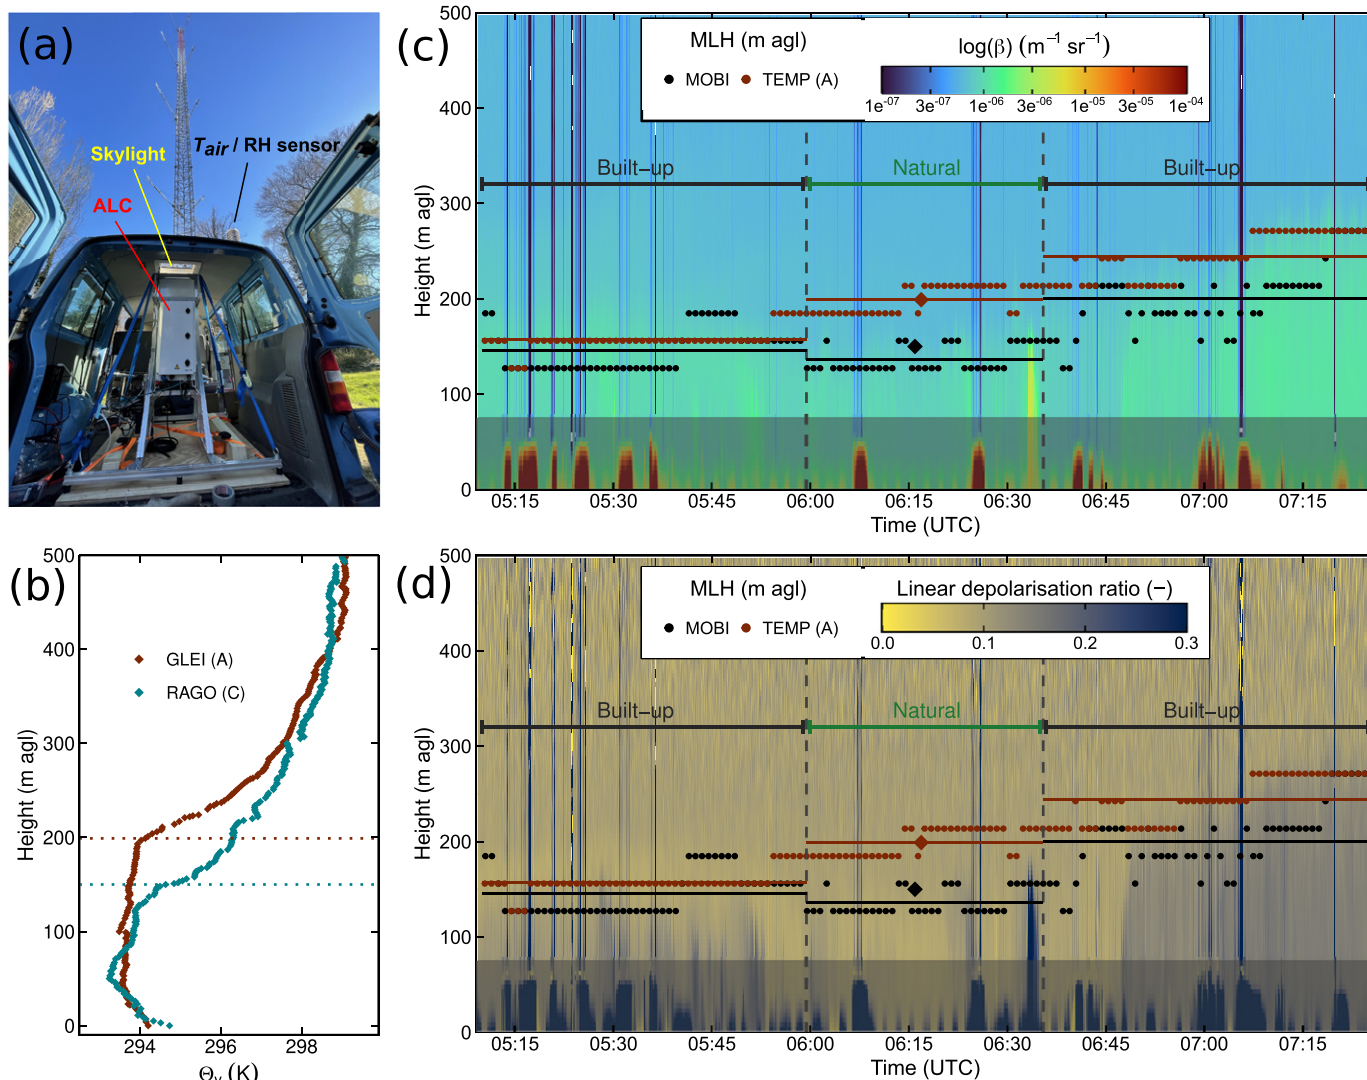 (a)
T_air / RH sensor
Skylight
ALC
(c)
500
400
300
200
100
0
Height (m agl)
MLH (m agl)
MOBI
TEMP (A)
log(β) (m⁻¹ sr⁻¹)
1e-07 3e-07 1e-06 3e-06 1e-05 3e-05 1e-04
Built-up
Natural
Built-up
05:15 05:30 05:45 06:00 06:15 06:30 06:45 07:00 07:15
Time (UTC)
(b)
500
400
300
200
100
0
Height (m agl)
GLEI (A)
RAGO (C)
294 296 298
Θᵥ (K)
(d)
500
400
300
200
100
0
Height (m agl)
MLH (m agl)
MOBI
TEMP (A)
Linear depolarisation ratio (−)
0.0 0.1 0.2 0.3
Built-up
Natural
Built-up
05:15 05:30 05:45 06:00 06:15 06:30 06:45 07:00 07:15
Time (UTC)